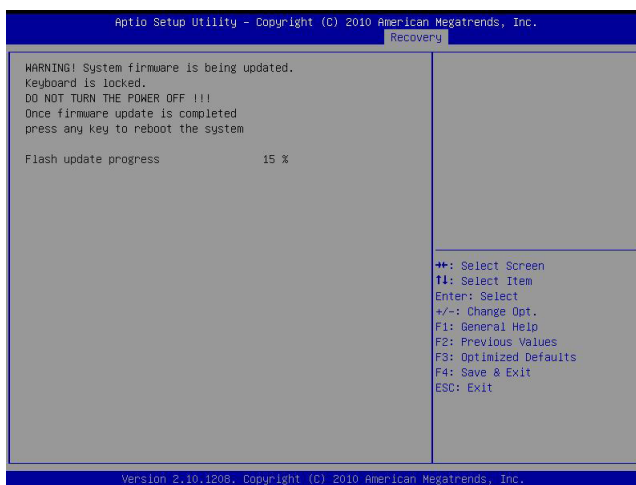 Aptio Setup Utility – Copyright (C) 2010 American Megatrends, Inc.
Recovery
WARNING! System firmware is being updated.
Keyboard is locked.
DO NOT TURN THE POWER OFF !!!
Once firmware update is completed
press any key to reboot the system
Flash update progress 15 %
→←: Select Screen
↑↓: Select Item
Enter: Select
+/-: Change Opt.
F1: General Help
F2: Previous Values
F3: Optimized Defaults
F4: Save & Exit
ESC: Exit
Version 2.10.1208. Copyright (C) 2010 American Megatrends, Inc.